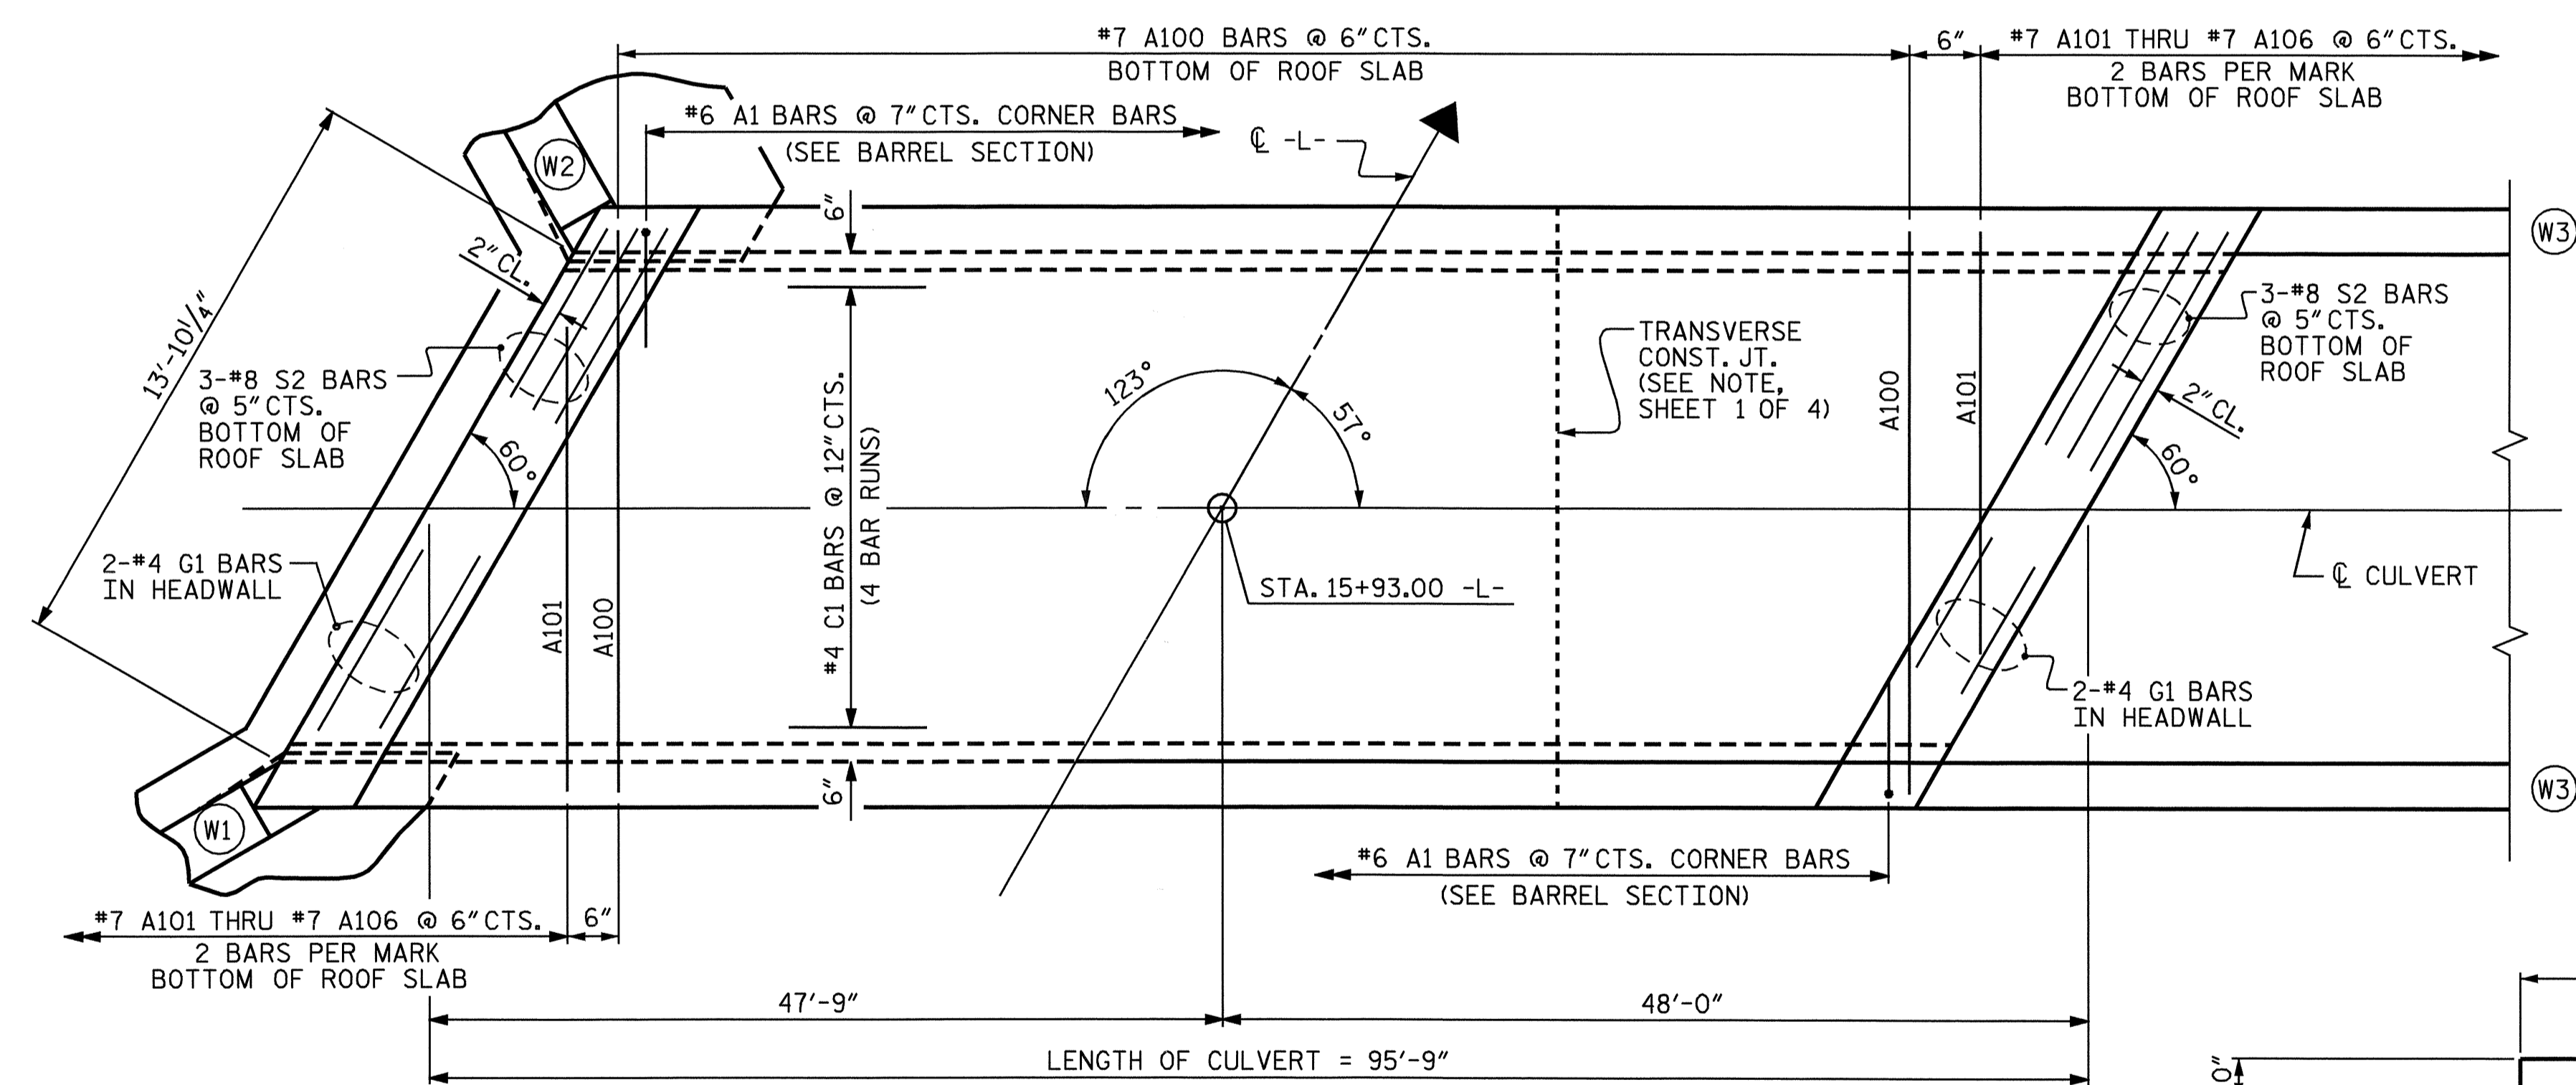 #7 A100 BARS @ 6" CTS.
BOTTOM OF ROOF SLAB
6"
#7 A101 THRU #7 A106 @ 6" CTS.
2 BARS PER MARK
BOTTOM OF ROOF SLAB
#6 A1 BARS @ 7" CTS. CORNER BARS
(SEE BARREL SECTION)
℄ -L-
W2
6"
W3
2" CL.
13'-10¼"
3-#8 S2 BARS
@ 5" CTS.
BOTTOM OF
ROOF SLAB
60°
#4 C1 BARS @ 12" CTS.
(4 BAR RUNS)
123°
57°
TRANSVERSE
CONST. JT.
(SEE NOTE,
SHEET 1 OF 4)
A100
A101
3-#8 S2 BARS
@ 5" CTS.
BOTTOM OF
ROOF SLAB
2" CL.
60°
2-#4 G1 BARS
IN HEADWALL
A101
A100
STA. 15+93.00 -L-
℄ CULVERT
2-#4 G1 BARS
IN HEADWALL
6"
W1
W3
#6 A1 BARS @ 7" CTS. CORNER BARS
(SEE BARREL SECTION)
#7 A101 THRU #7 A106 @ 6" CTS.
6"
2 BARS PER MARK
BOTTOM OF ROOF SLAB
47'-9"
48'-0"
LENGTH OF CULVERT = 95'-9"
0"